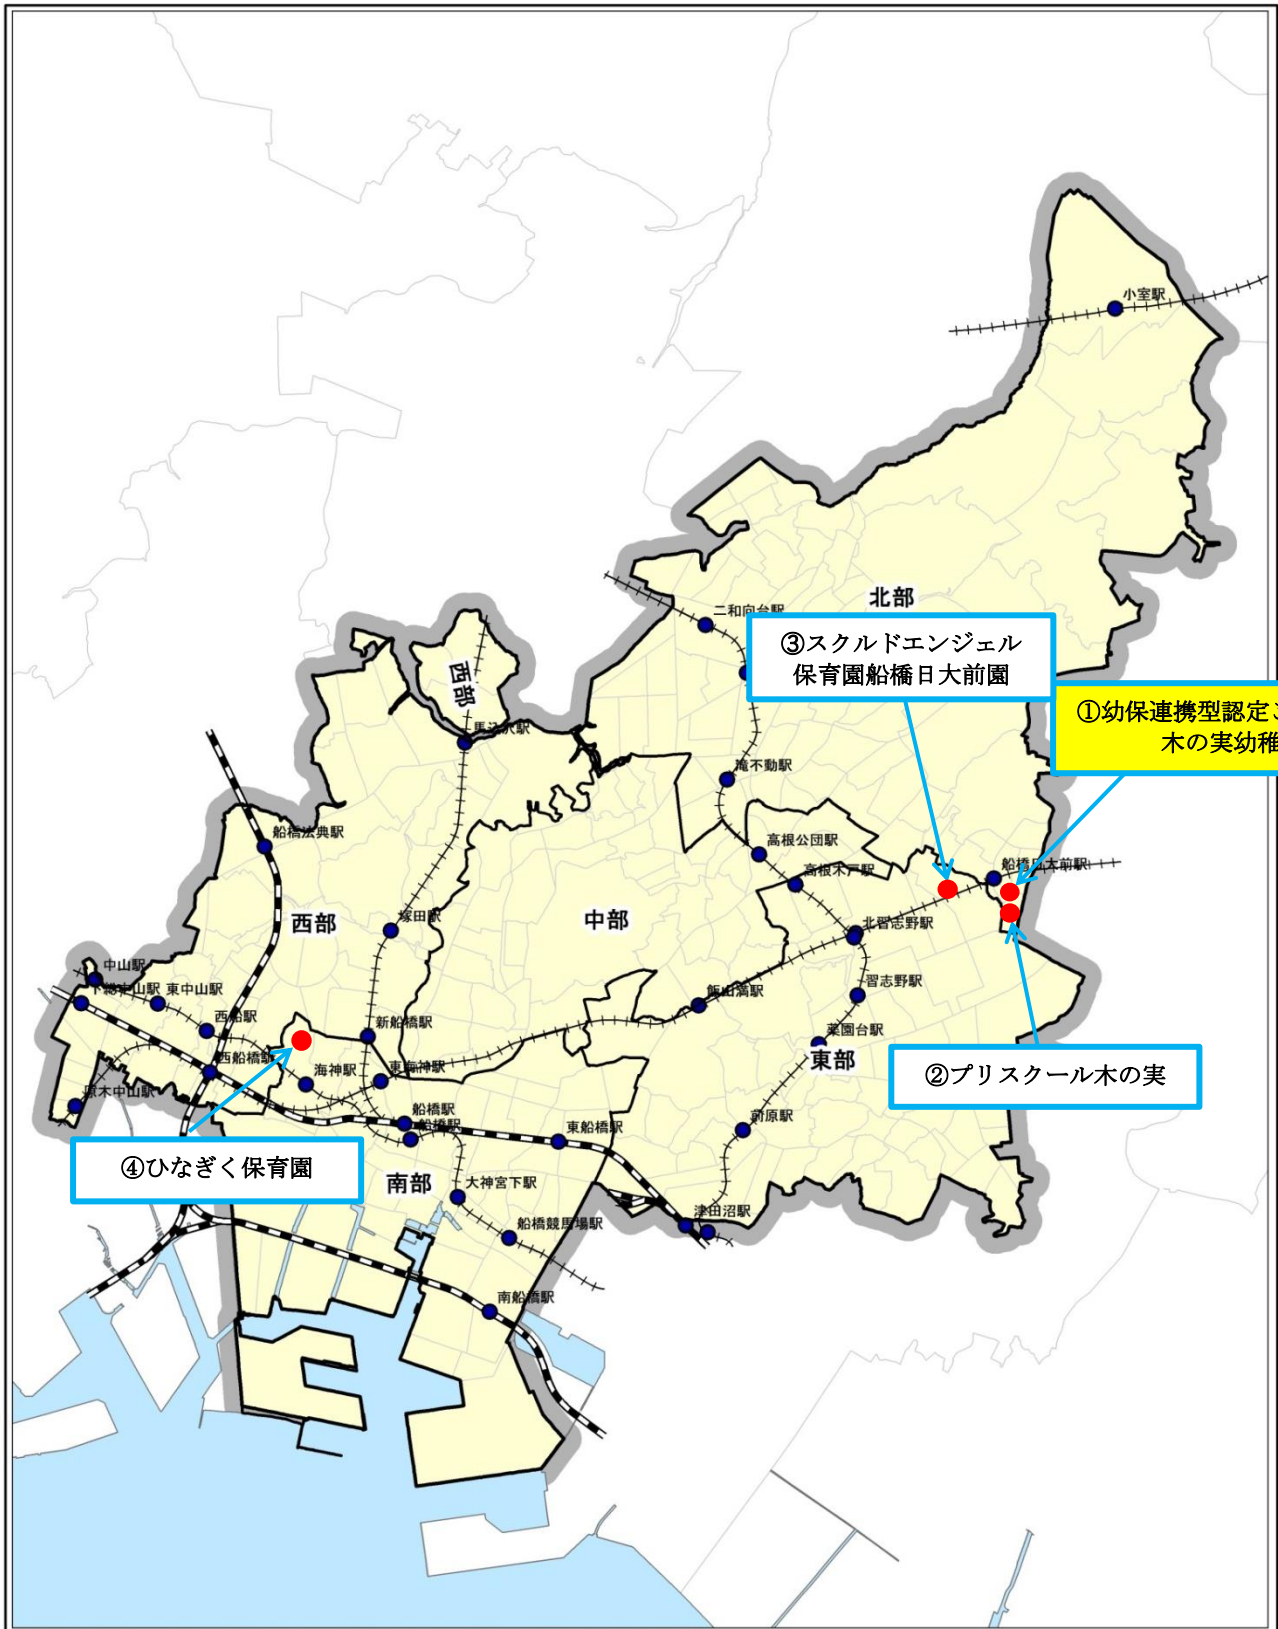 小室駅
北部
二和向台駅
③スクルドエンジェル
保育園船橋日大前園
西部
①幼保連携型認定こ
木の実幼稚
馬込沢駅
滝不動駅
船橋法典駅
高根公団駅
船橋日大前駅
高根木戸駅
西部
中部
塚田駅
北習志野駅
中山駅
下総中山駅
東中山駅
飯山満駅
習志野駅
西船駅
新船橋駅
薬園台駅
東部
西船橋駅
東海神駅
②プリスクール木の実
海神駅
原木中山駅
船橋駅
船橋駅
東船橋駅
前原駅
④ひなぎく保育園
南部
大神宮下駅
津田沼駅
船橋競馬場駅
南船橋駅